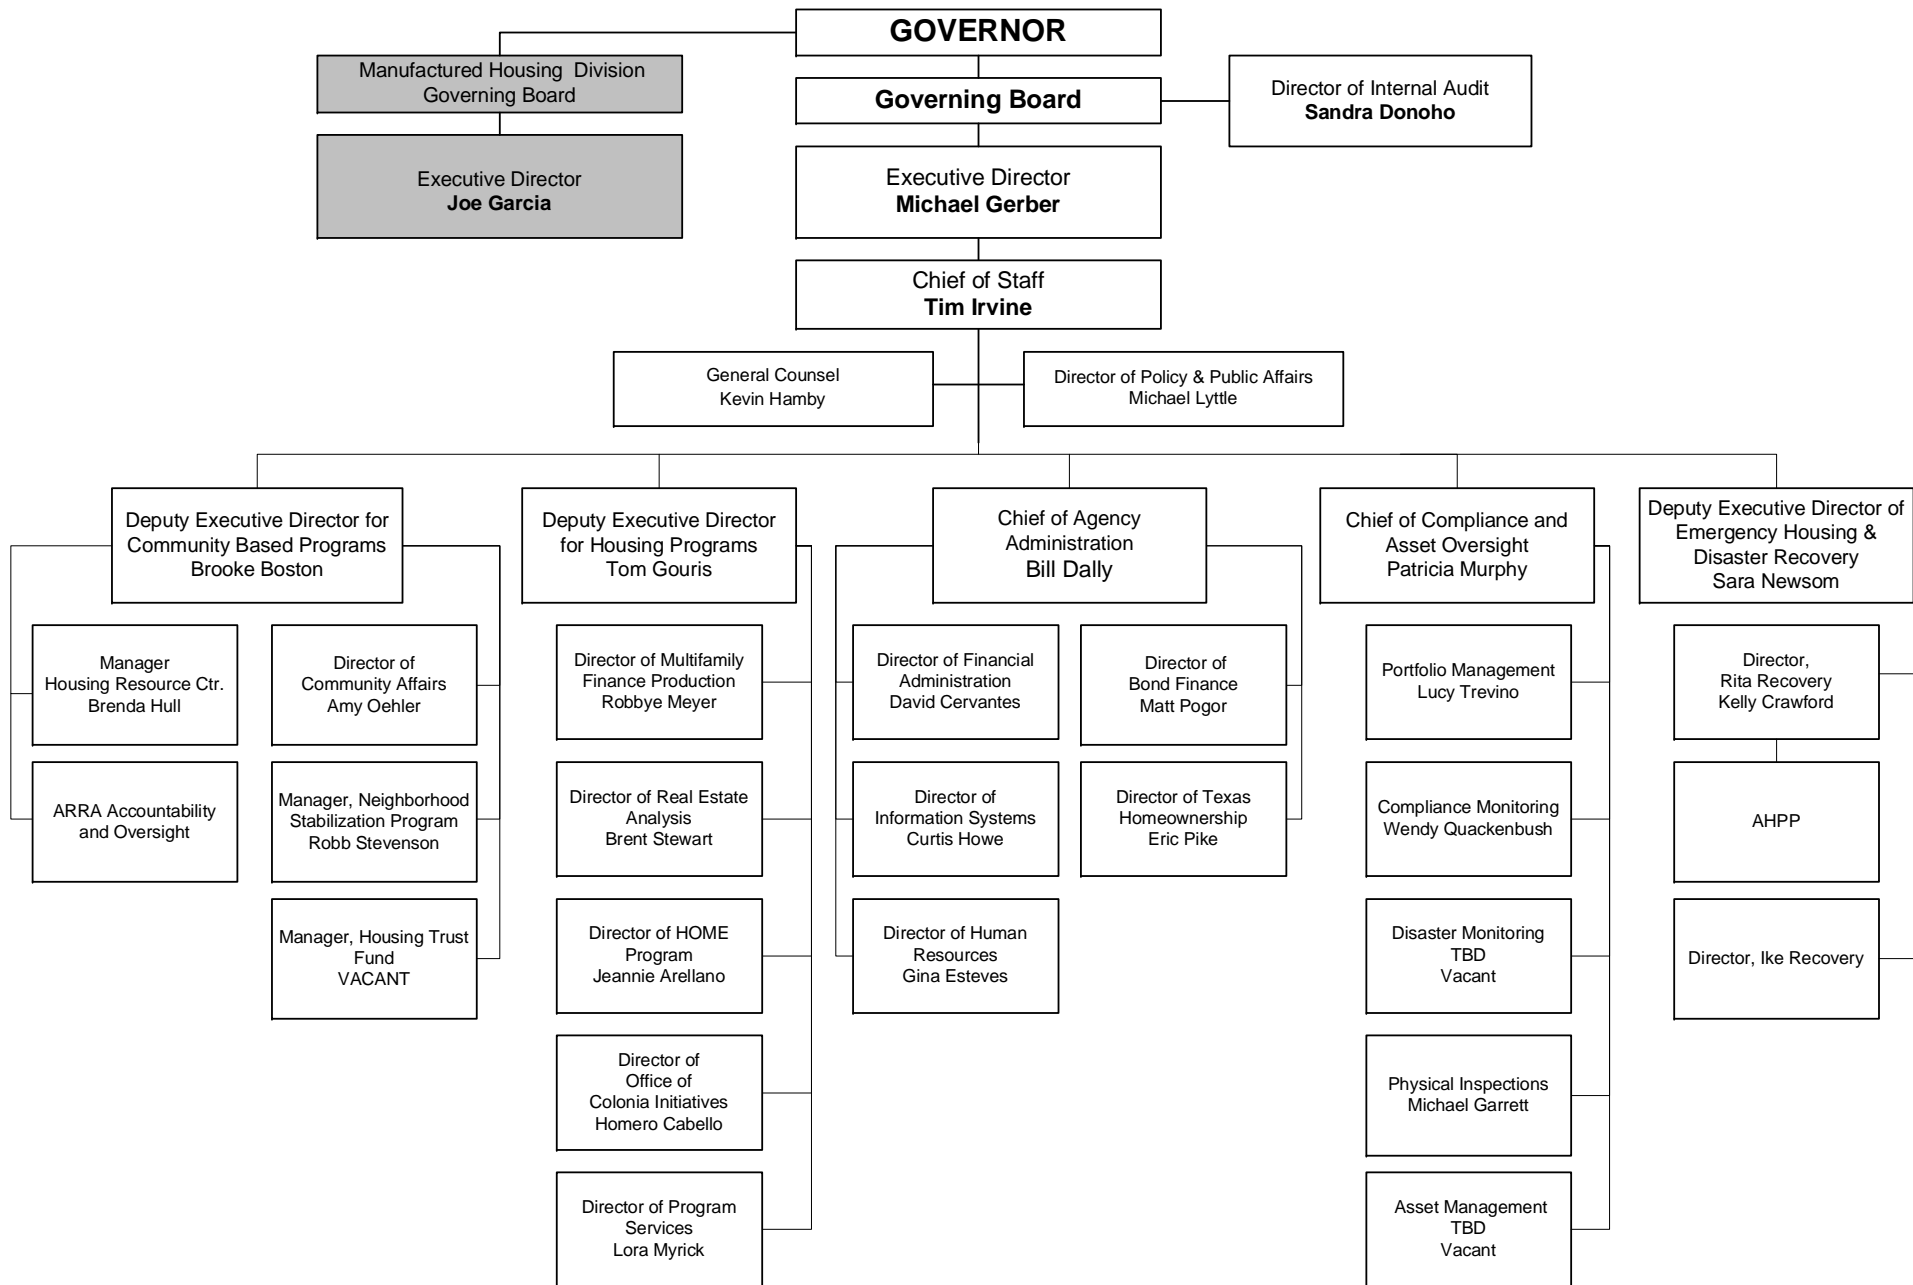 GOVERNOR
Manufactured Housing Division
Governing Board
Governing Board
Director of Internal Audit
Sandra Donoho
Executive Director
Joe Garcia
Executive Director
Michael Gerber
Chief of Staff
Tim Irvine
General Counsel
Kevin Hamby
Director of Policy & Public Affairs
Michael Lyttle
Deputy Executive Director for
Community Based Programs
Brooke Boston
Deputy Executive Director
for Housing Programs
Tom Gouris
Chief of Agency
Administration
Bill Dally
Chief of Compliance and
Asset Oversight
Patricia Murphy
Deputy Executive Director of
Emergency Housing &
Disaster Recovery
Sara Newsom
Manager
Housing Resource Ctr.
Brenda Hull
Director of
Community Affairs
Amy Oehler
Director of Multifamily
Finance Production
Robbye Meyer
Director of Financial
Administration
David Cervantes
Director of
Bond Finance
Matt Pogor
Portfolio Management
Lucy Trevino
Director,
Rita Recovery
Kelly Crawford
ARRA Accountability
and Oversight
Manager, Neighborhood
Stabilization Program
Robb Stevenson
Director of Real Estate
Analysis
Brent Stewart
Director of
Information Systems
Curtis Howe
Director of Texas
Homeownership
Eric Pike
Compliance Monitoring
Wendy Quackenbush
AHPP
Manager, Housing Trust
Fund
VACANT
Director of HOME
Program
Jeannie Arellano
Director of Human
Resources
Gina Esteves
Disaster Monitoring
TBD
Vacant
Director, Ike Recovery
Director of
Office of
Colonia Initiatives
Homero Cabello
Physical Inspections
Michael Garrett
Director of Program
Services
Lora Myrick
Asset Management
TBD
Vacant